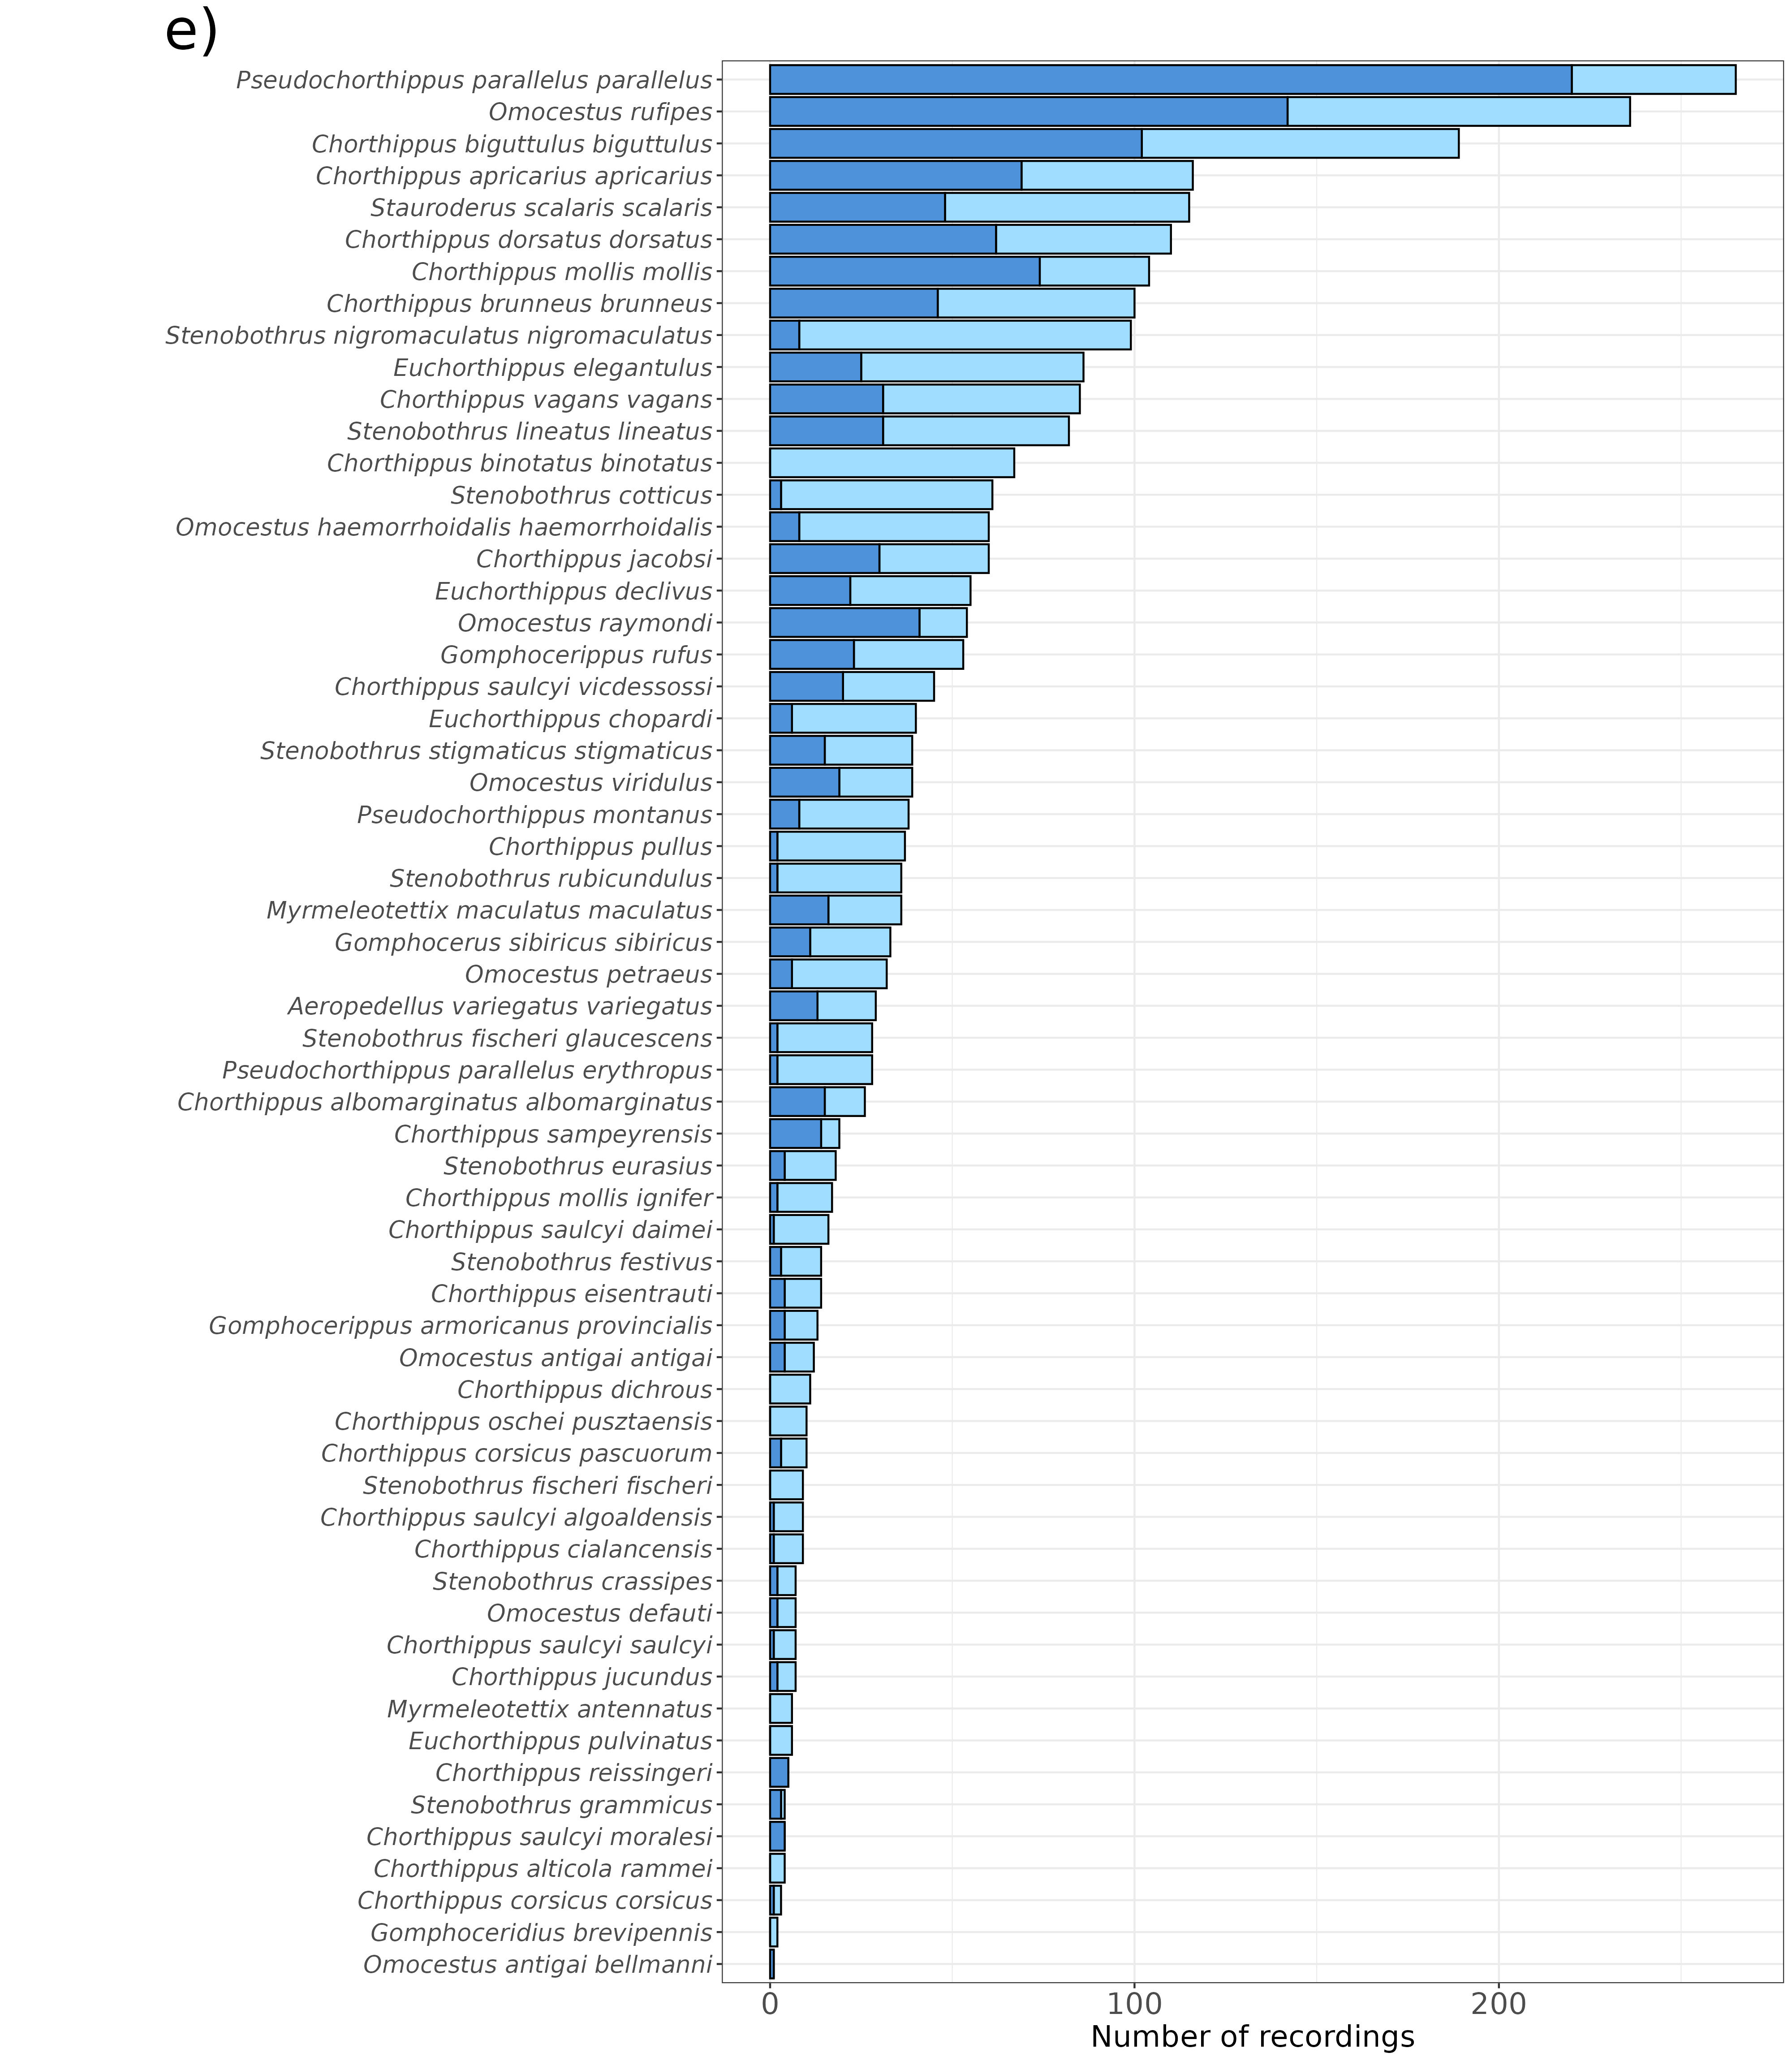 e)
Pseudochorthippus parallelus parallelus
Omocestus rufipes
Chorthippus biguttulus biguttulus
Chorthippus apricarius apricarius
Stauroderus scalaris scalaris
Chorthippus dorsatus dorsatus
Chorthippus mollis mollis
Chorthippus brunneus brunneus
Stenobothrus nigromaculatus nigromaculatus
Euchorthippus elegantulus
Chorthippus vagans vagans
Stenobothrus lineatus lineatus
Chorthippus binotatus binotatus
Stenobothrus cotticus
Omocestus haemorrhoidalis haemorrhoidalis
Chorthippus jacobsi
Euchorthippus declivus
Omocestus raymondi
Gomphocerippus rufus
Chorthippus saulcyi vicdessossi
Euchorthippus chopardi
Stenobothrus stigmaticus stigmaticus
Omocestus viridulus
Pseudochorthippus montanus
Chorthippus pullus
Stenobothrus rubicundulus
Myrmeleotettix maculatus maculatus
Gomphocerus sibiricus sibiricus
Omocestus petraeus
Aeropedellus variegatus variegatus
Stenobothrus fischeri glaucescens
Pseudochorthippus parallelus erythropus
Chorthippus albomarginatus albomarginatus
Chorthippus sampeyrensis
Stenobothrus eurasius
Chorthippus mollis ignifer
Chorthippus saulcyi daimei
Stenobothrus festivus
Chorthippus eisentrauti
Gomphocerippus armoricanus provincialis
Omocestus antigai antigai
Chorthippus dichrous
Chorthippus oschei pusztaensis
Chorthippus corsicus pascuorum
Stenobothrus fischeri fischeri
Chorthippus saulcyi algoaldensis
Chorthippus cialancensis
Stenobothrus crassipes
Omocestus defauti
Chorthippus saulcyi saulcyi
Chorthippus jucundus
Myrmeleotettix antennatus
Euchorthippus pulvinatus
Chorthippus reissingeri
Stenobothrus grammicus
Chorthippus saulcyi moralesi
Chorthippus alticola rammei
Chorthippus corsicus corsicus
Gomphoceridius brevipennis
Omocestus antigai bellmanni
0 100 200
Number of recordings